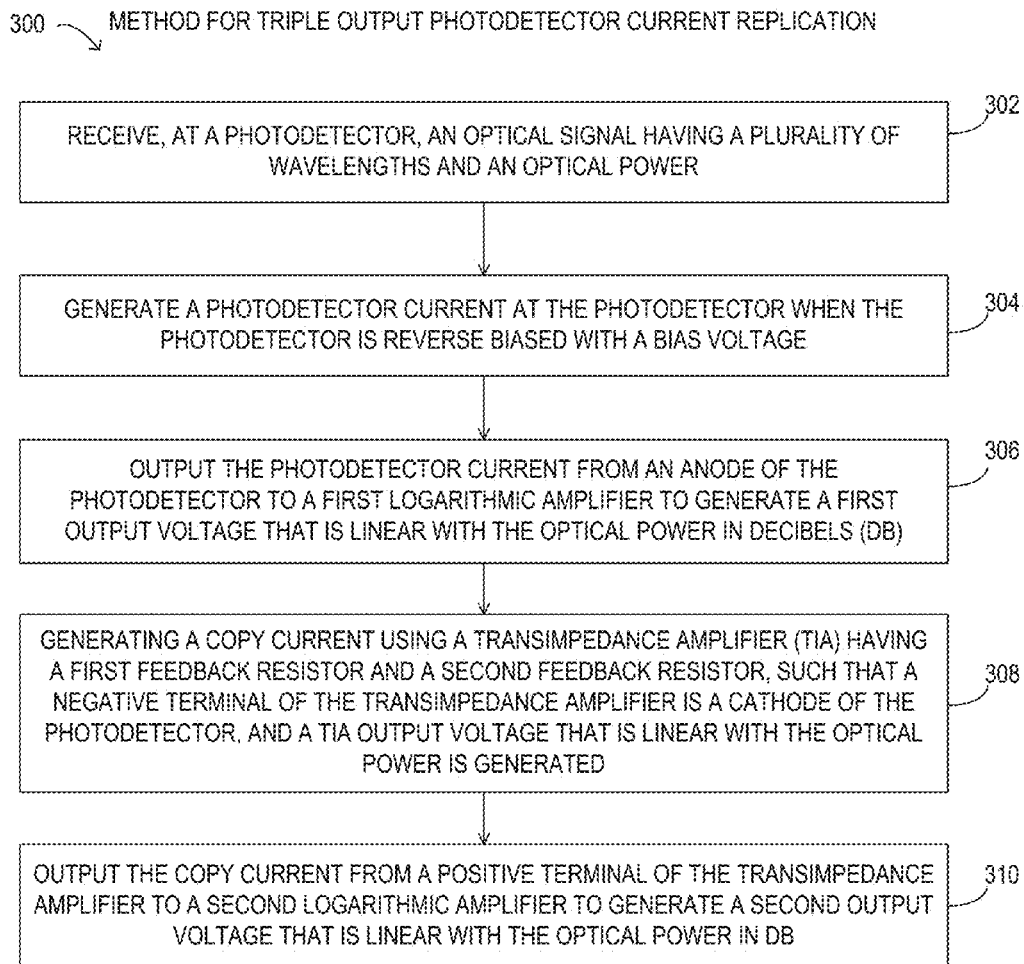 300
METHOD FOR TRIPLE OUTPUT PHOTODETECTOR CURRENT REPLICATION
302
RECEIVE, AT A PHOTODETECTOR, AN OPTICAL SIGNAL HAVING A PLURALITY OF
WAVELENGTHS AND AN OPTICAL POWER
304
GENERATE A PHOTODETECTOR CURRENT AT THE PHOTODETECTOR WHEN THE
PHOTODETECTOR IS REVERSE BIASED WITH A BIAS VOLTAGE
306
OUTPUT THE PHOTODETECTOR CURRENT FROM AN ANODE OF THE
PHOTODETECTOR TO A FIRST LOGARITHMIC AMPLIFIER TO GENERATE A FIRST
OUTPUT VOLTAGE THAT IS LINEAR WITH THE OPTICAL POWER IN DECIBELS (DB)
308
GENERATING A COPY CURRENT USING A TRANSIMPEDANCE AMPLIFIER (TIA) HAVING
A FIRST FEEDBACK RESISTOR AND A SECOND FEEDBACK RESISTOR, SUCH THAT A
NEGATIVE TERMINAL OF THE TRANSIMPEDANCE AMPLIFIER IS A CATHODE OF THE
PHOTODETECTOR, AND A TIA OUTPUT VOLTAGE THAT IS LINEAR WITH THE OPTICAL
POWER IS GENERATED
310
OUTPUT THE COPY CURRENT FROM A POSITIVE TERMINAL OF THE TRANSIMPEDANCE
AMPLIFIER TO A SECOND LOGARITHMIC AMPLIFIER TO GENERATE A SECOND OUTPUT
VOLTAGE THAT IS LINEAR WITH THE OPTICAL POWER IN DB